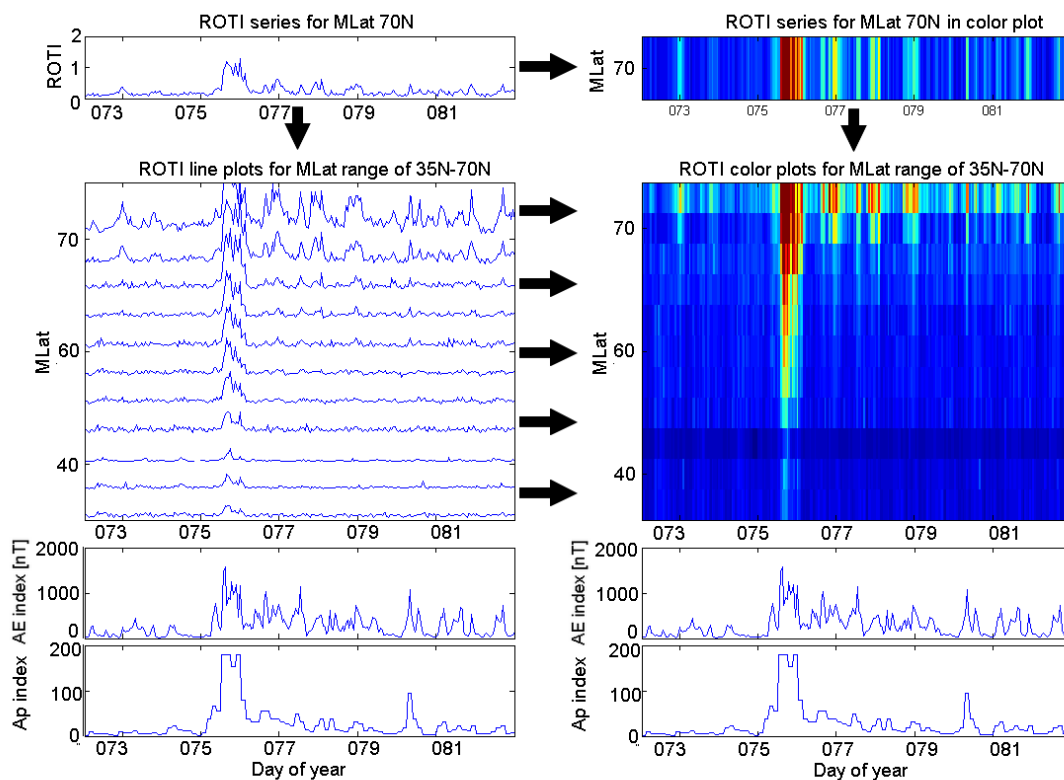 ROTI series for MLat 70N
ROTI
2
1
0
073 075 077 079 081
ROTI series for MLat 70N in color plot
MLat
70
073 075 077 079 081
ROTI line plots for MLat range of 35N-70N
MLat
70
60
40
073 075 077 079 081
ROTI color plots for MLat range of 35N-70N
MLat
70
60
40
073 075 077 079 081
AE index [nT]
2000
1000
0
AE index [nT]
2000
1000
0
Ap index
200
100
0
073 075 077 079 081
Day of year
Ap index
200
100
0
073 075 077 079 081
Day of year